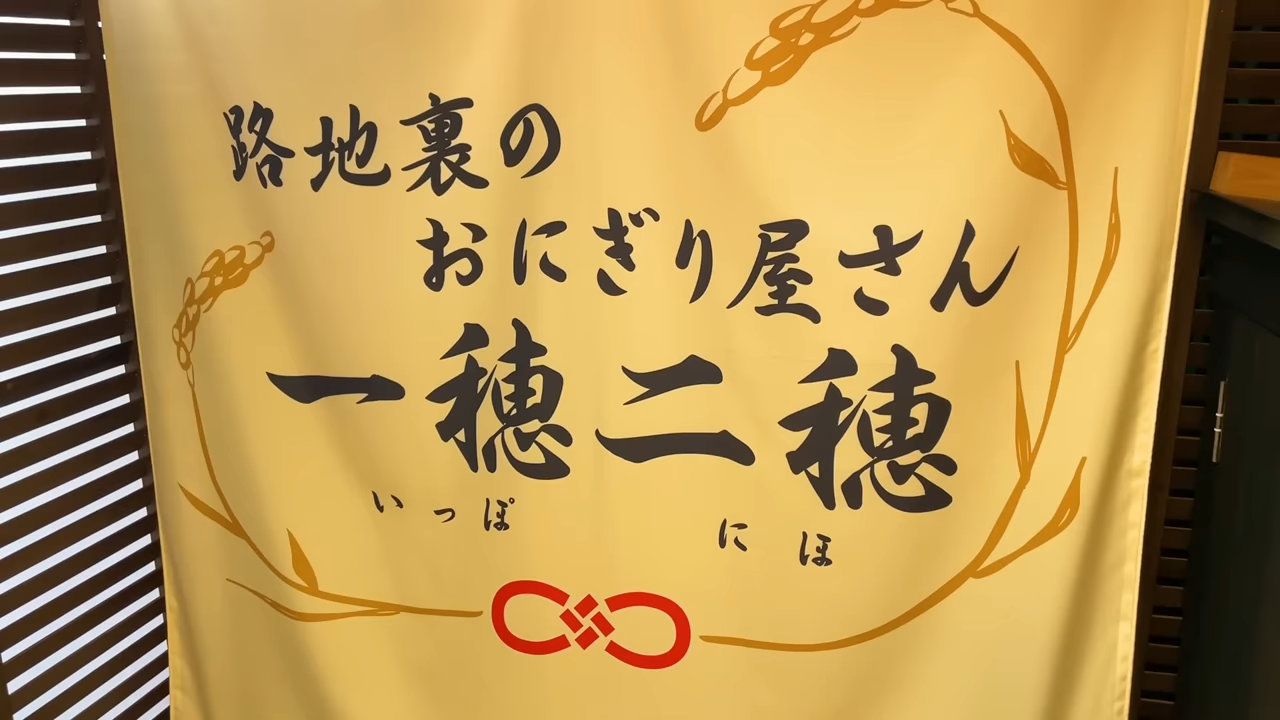 路地裏の
おにぎり屋さん
一穂二穂
いっぽ にほ